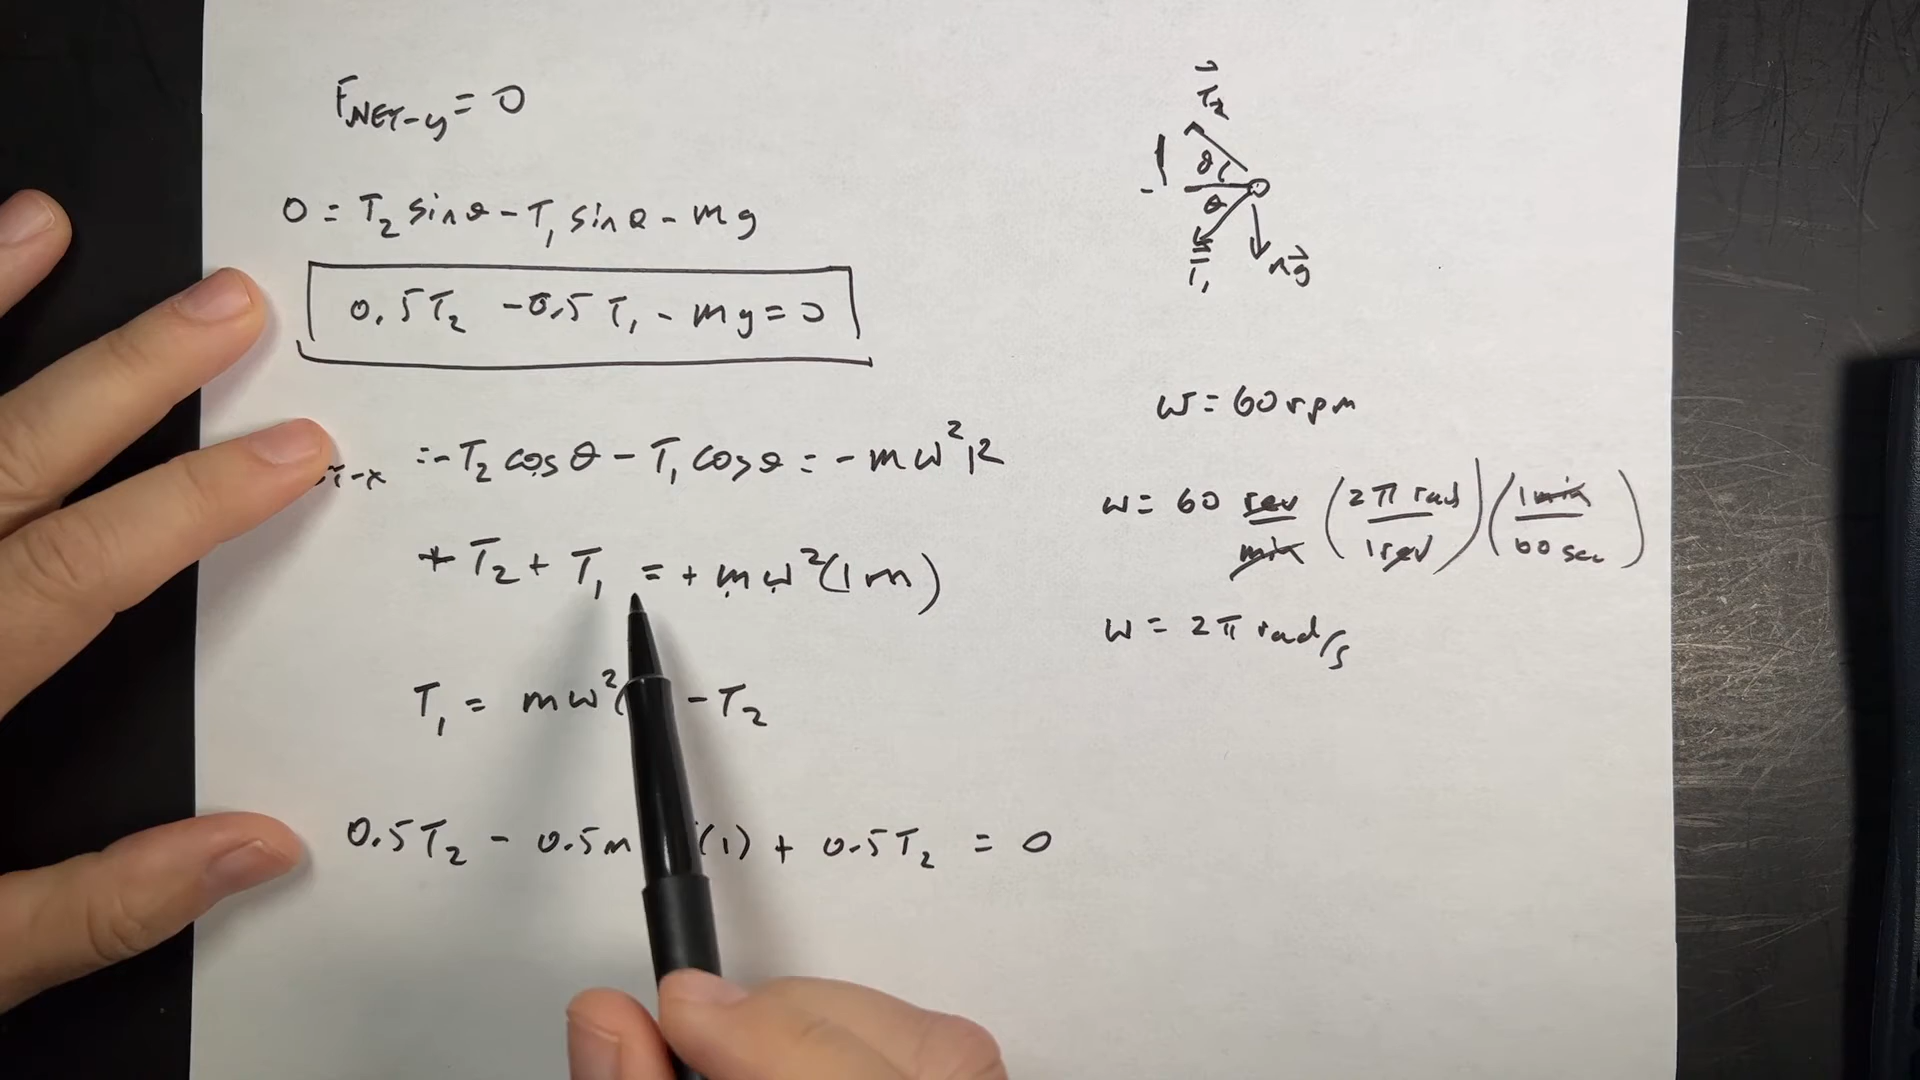 F_NET-y = 0
0 = T₂ sinθ - T₁ sinθ - mg
0.5T₂ - 0.5T₁ - mg = 0
-x = -T₂ cosθ - T₁ cosθ = -mω²R
+ T₂ + T₁ = + mω²(1m)
T₁ = mω²( - T₂
0.5T₂ - 0.5m (1) + 0.5T₂ = 0
T₂
θ
θ
T₁
mg
ω = 60 rpm
ω = 60 rev/min (2π rad/1 rev)(1 min/60 sec)
ω = 2π rad/s